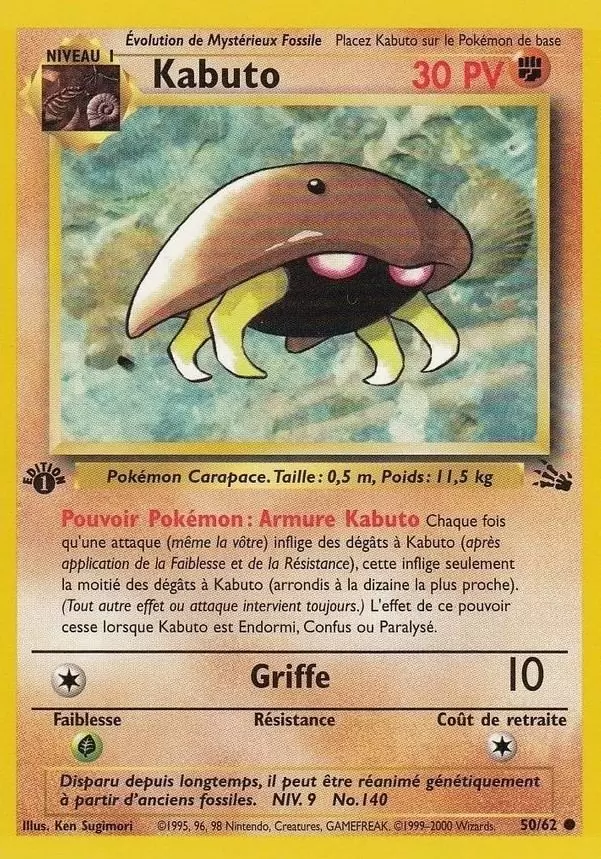 Évolution de Mystérieux Fossile Placez Kabuto sur le Pokémon de base
NIVEAU 1
Kabuto 30 PV
EDITION
1
Pokémon Carapace. Taille : 0,5 m, Poids : 11,5 kg
Pouvoir Pokémon : Armure Kabuto Chaque fois
qu'une attaque (même la vôtre) inflige des dégâts à Kabuto (après
application de la Faiblesse et de la Résistance), cette inflige seulement
la moitié des dégâts à Kabuto (arrondis à la dizaine la plus proche).
(Tout autre effet ou attaque intervient toujours.) L'effet de ce pouvoir
cesse lorsque Kabuto est Endormi, Confus ou Paralysé.
Griffe 10
Faiblesse Résistance Coût de retraite
Disparu depuis longtemps, il peut être réanimé génétiquement
à partir d'anciens fossiles. NIV. 9 No. 140
Illus. Ken Sugimori ©1995, 96, 98 Nintendo, Creatures, GAMEFREAK. ©1999-2000 Wizards. 50/62